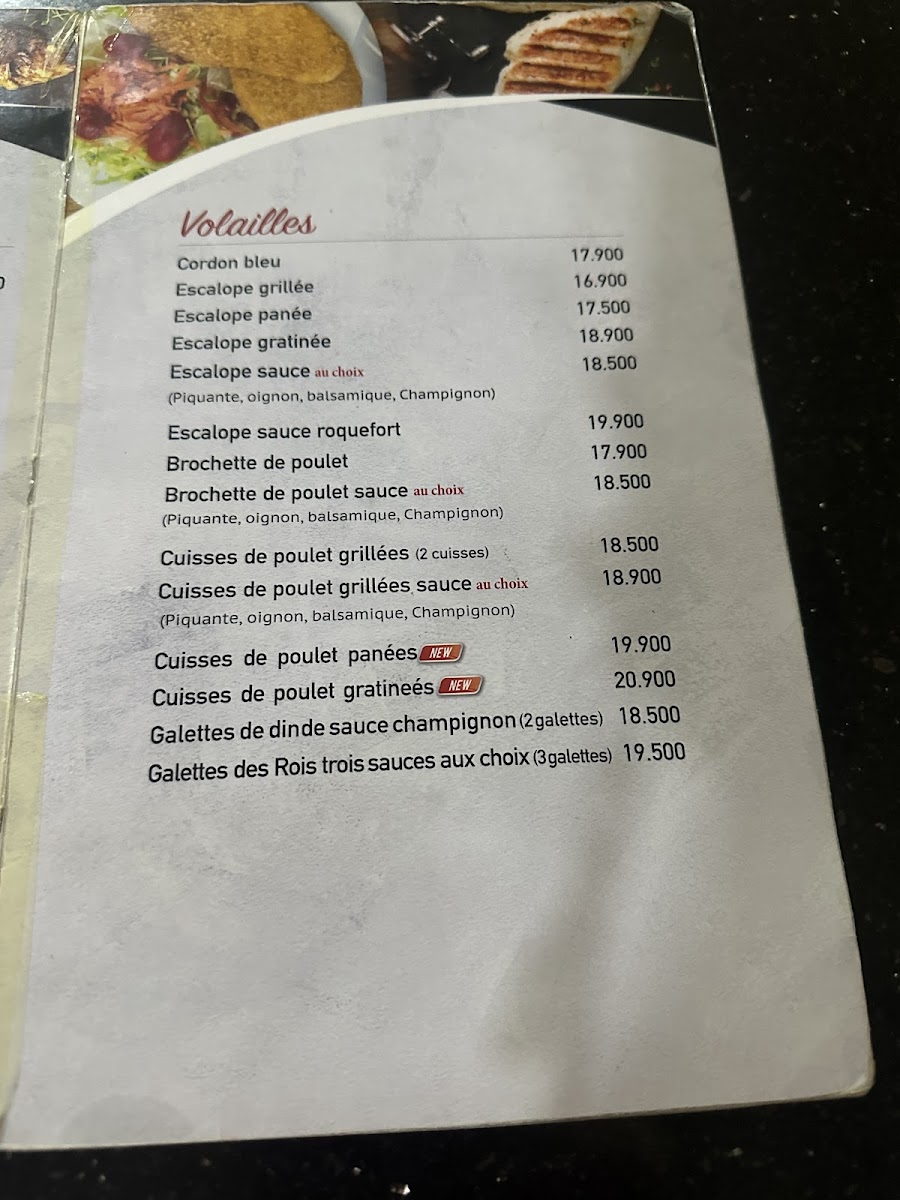 Volailles
Cordon bleu 17.900
Escalope grillée 16.900
Escalope panée 17.500
Escalope gratinée 18.900
Escalope sauce au choix 18.500
(Piquante, oignon, balsamique, Champignon)
Escalope sauce roquefort 19.900
Brochette de poulet 17.900
Brochette de poulet sauce au choix 18.500
(Piquante, oignon, balsamique, Champignon)
Cuisses de poulet grillées (2 cuisses) 18.500
Cuisses de poulet grillées sauce au choix 18.900
(Piquante, oignon, balsamique, Champignon)
Cuisses de poulet panées NEW 19.900
Cuisses de poulet gratineés NEW 20.900
Galettes de dinde sauce champignon (2galettes) 18.500
Galettes des Rois trois sauces aux choix (3galettes) 19.500